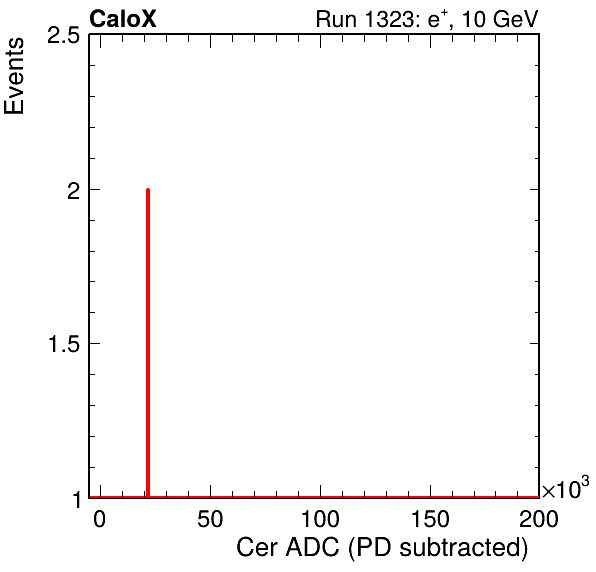 CaloX Run 1323: e⁺, 10 GeV
Events
2.5
2
1.5
1
0 50 100 150 200
×10³
Cer ADC (PD subtracted)